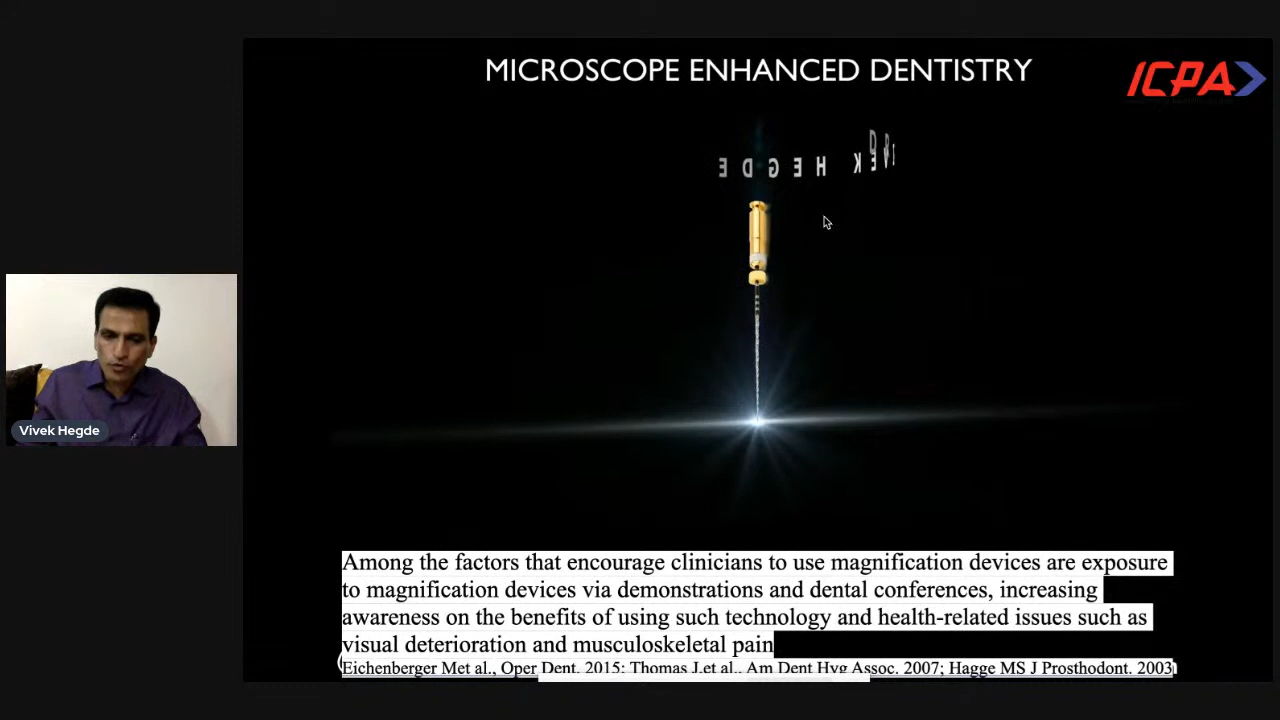 MICROSCOPE ENHANCED DENTISTRY
ICPA
HEGDE
Vivek Hegde
Among the factors that encourage clinicians to use magnification devices are exposure
to magnification devices via demonstrations and dental conferences, increasing
awareness on the benefits of using such technology and health-related issues such as
visual deterioration and musculoskeletal pain
Eichenberger Met al., Oper Dent. 2015; Thomas J.et al., Am Dent Hyg Assoc. 2007; Hagge MS J Prosthodont. 2003